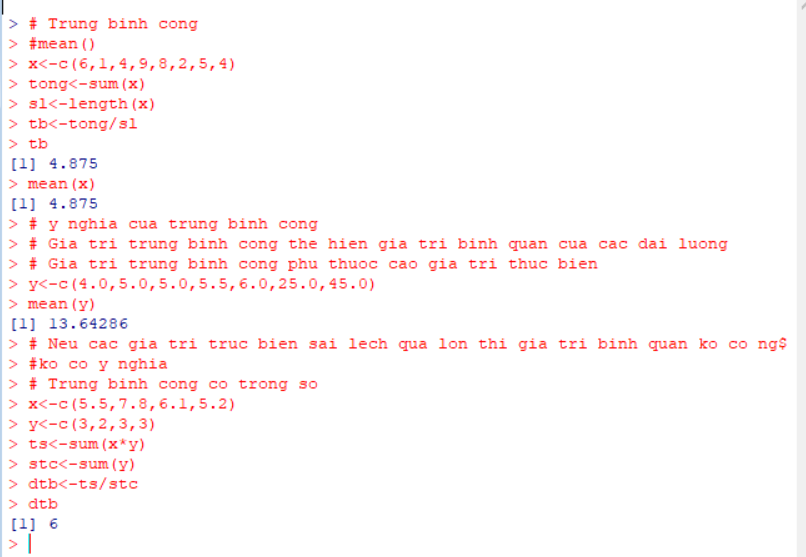 > # Trung binh cong
> #mean()
> x<-c(6,1,4,9,8,2,5,4)
> tong<-sum(x)
> sl<-length(x)
> tb<-tong/sl
> tb
[1] 4.875
> mean(x)
[1] 4.875
> # y nghia cua trung binh cong
> # Gia tri trung binh cong the hien gia tri binh quan cua cac dai luong
> # Gia tri trung binh cong phu thuoc cao gia tri thuc bien
> y<-c(4.0,5.0,5.0,5.5,6.0,25.0,45.0)
> mean(y)
[1] 13.64286
> # Neu cac gia tri truc bien sai lech qua lon thi gia tri binh quan ko co ng$
> #ko co y nghia
> # Trung binh cong co trong so
> x<-c(5.5,7.8,6.1,5.2)
> y<-c(3,2,3,3)
> ts<-sum(x*y)
> stc<-sum(y)
> dtb<-ts/stc
> dtb
[1] 6
>